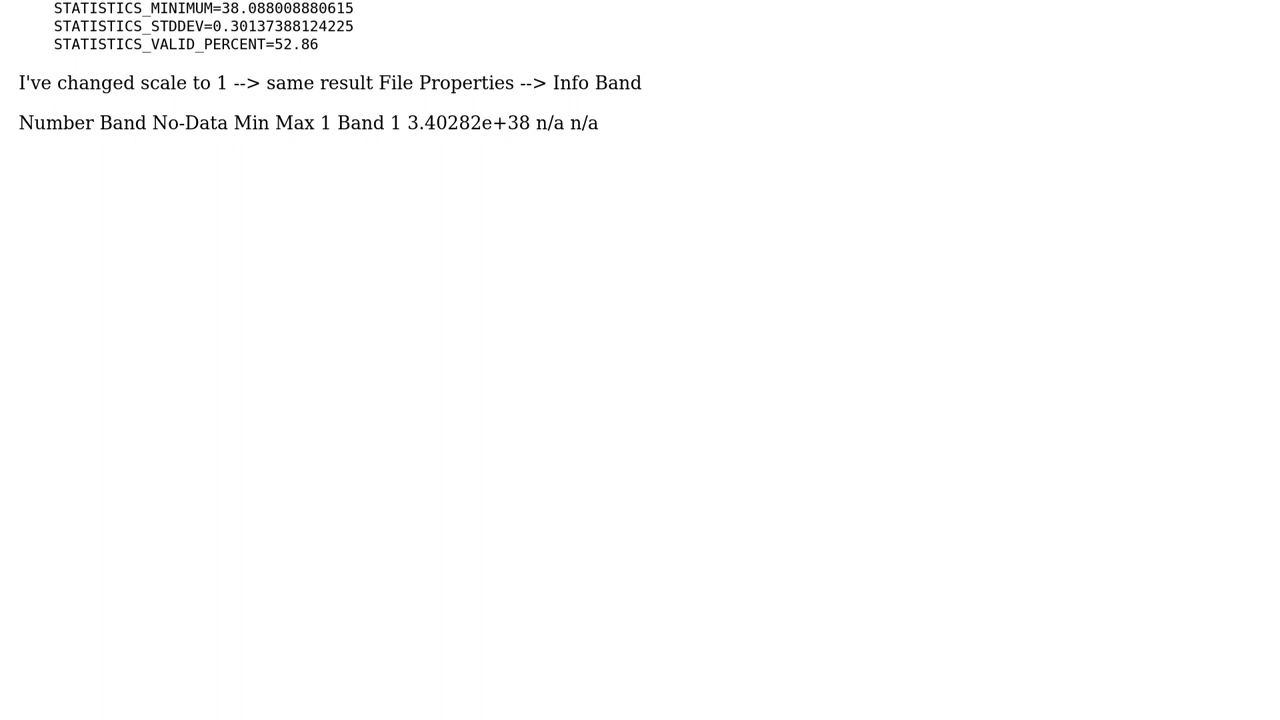 STATISTICS_MINIMUM=38.088008880615
STATISTICS_STDDEV=0.30137388124225
STATISTICS_VALID_PERCENT=52.86
I've changed scale to 1 --> same result File Properties --> Info Band
Number Band No-Data Min Max 1 Band 1 3.40282e+38 n/a n/a